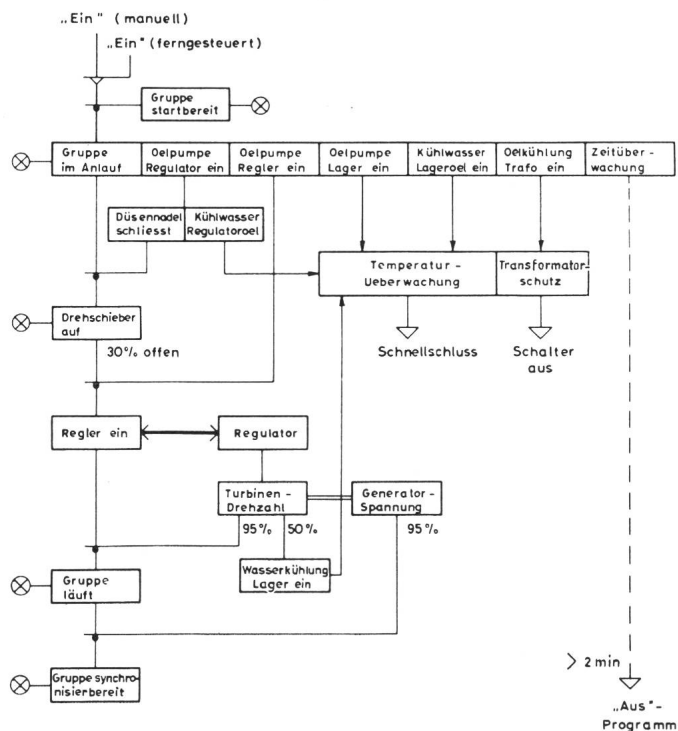 „Ein" (manuell)
„Ein" (ferngesteuert)
Gruppe
startbereit
Gruppe
im Anlauf
Oelpumpe
Regulator ein
Oelpumpe
Regler ein
Oelpumpe
Lager ein
Kühlwasser
Lageroel ein
Oelkühlung
Trafo ein
Zeitüber-
wachung
Düsennadel
schliesst
Kühlwasser
Regulatoroel
Temperatur-
Ueberwachung
Transformator-
schutz
Drehschieber
auf
30% offen
Schnellschluss
Schalter
aus
Regler ein
Regulator
Turbinen-
Drehzahl
Generator-
Spannung
95%
50%
95%
Wasserkühlung
Lager ein
Gruppe
läuft
> 2 min
Gruppe synchro-
nisierbereit
„Aus"-
Programm